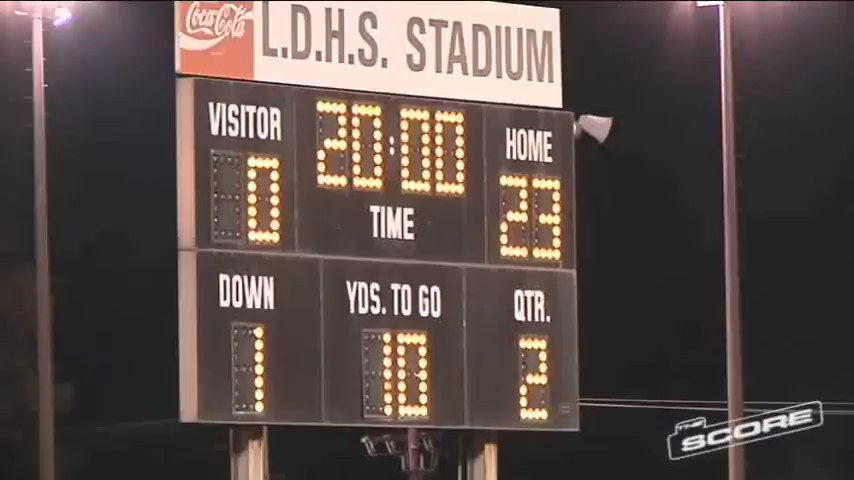 Coca-Cola
L.D.H.S. STADIUM
VISITOR
20:00
HOME
0
TIME
23
DOWN
YDS. TO GO
QTR.
1
10
2
THE SCORE